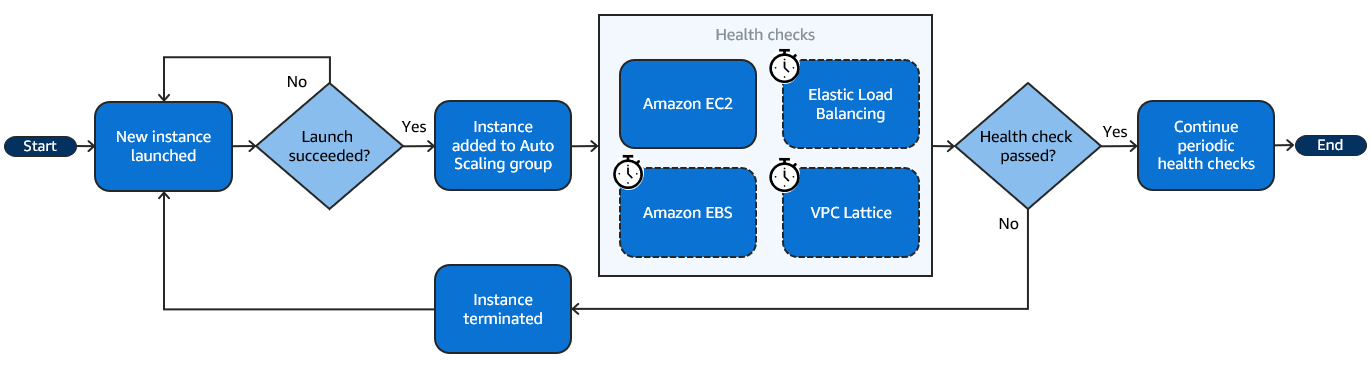 Start
New instance
launched
No
Launch
succeeded?
Yes
Instance
added to Auto
Scaling group
Health checks
Amazon EC2
Elastic Load
Balancing
Amazon EBS
VPC Lattice
Health check
passed?
Yes
Continue
periodic
health checks
End
No
Instance
terminated